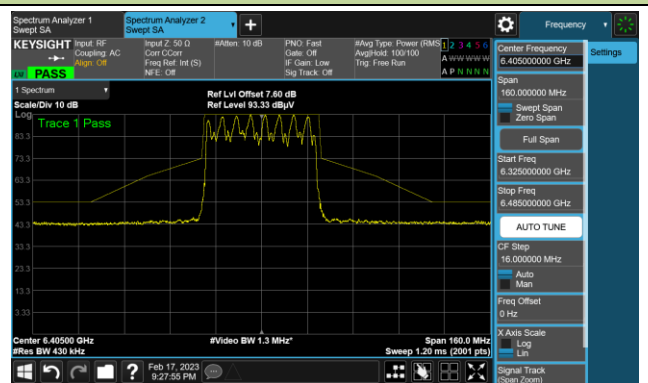 Spectrum Analyzer 1
Swept SA
Spectrum Analyzer 2
Swept SA
Frequency
KEYSIGHT
Input: RF
Coupling: AC
Align: Off
Input Z: 50 Ω
Corr CCorr
Freq Ref: Int (S)
NFE: Off
#Atten: 10 dB
PNO: Fast
Gate: Off
IF Gain: Low
Sig Track: Off
#Avg Type: Power (RMS
Avg|Hold: 100/100
Trig: Free Run
1 2 3 4 5 6
A W W W W W
A P N N N N
PASS
1 Spectrum
Scale/Div 10 dB
Ref Lvl Offset 7.60 dB
Ref Level 93.33 dBµV
Log
Trace 1 Pass
83.3
73.3
63.3
53.3
43.3
33.3
23.3
13.3
3.33
Center 6.40500 GHz
#Res BW 430 kHz
#Video BW 1.3 MHz*
Span 160.0 MHz
Sweep 1.20 ms (2001 pts)
Center Frequency
6.405000000 GHz
Settings
Span
160.000000 MHz
Swept Span
Zero Span
Full Span
Start Freq
6.325000000 GHz
Stop Freq
6.485000000 GHz
AUTO TUNE
CF Step
16.000000 MHz
Auto
Man
Freq Offset
0 Hz
X Axis Scale
Log
Lin
Signal Track
(Span Zoom)
Feb 17, 2023
9:27:55 PM